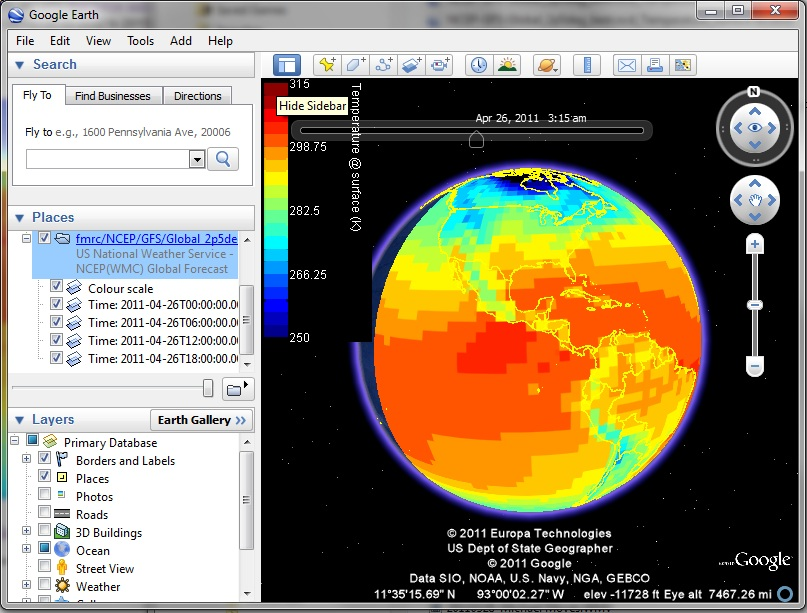 Google Earth
File Edit View Tools Add Help
Search
Fly To
Find Businesses
Directions
Fly to e.g., 1600 Pennsylvania Ave, 20006
Places
fmrc/NCEP/GFS/Global_2p5de
US National Weather Service -
NCEP(WMC) Global Forecast
Colour scale
Time: 2011-04-26T00:00:00.0
Time: 2011-04-26T06:00:00.0
Time: 2011-04-26T12:00:00.0
Time: 2011-04-26T18:00:00.0
Layers
Earth Gallery >>
Primary Database
Borders and Labels
Places
Photos
Roads
3D Buildings
Ocean
Street View
Weather
315
Hide Sidebar
298.75
282.5
266.25
250
Temperature @ surface (K)
Apr 26, 2011 3:15 am
N
© 2011 Europa Technologies
US Dept of State Geographer
© 2011 Google
Data SIO, NOAA, U.S. Navy, NGA, GEBCO
Google
11°35'15.69" N 93°00'02.27" W elev -11728 ft Eye alt 7467.26 mi